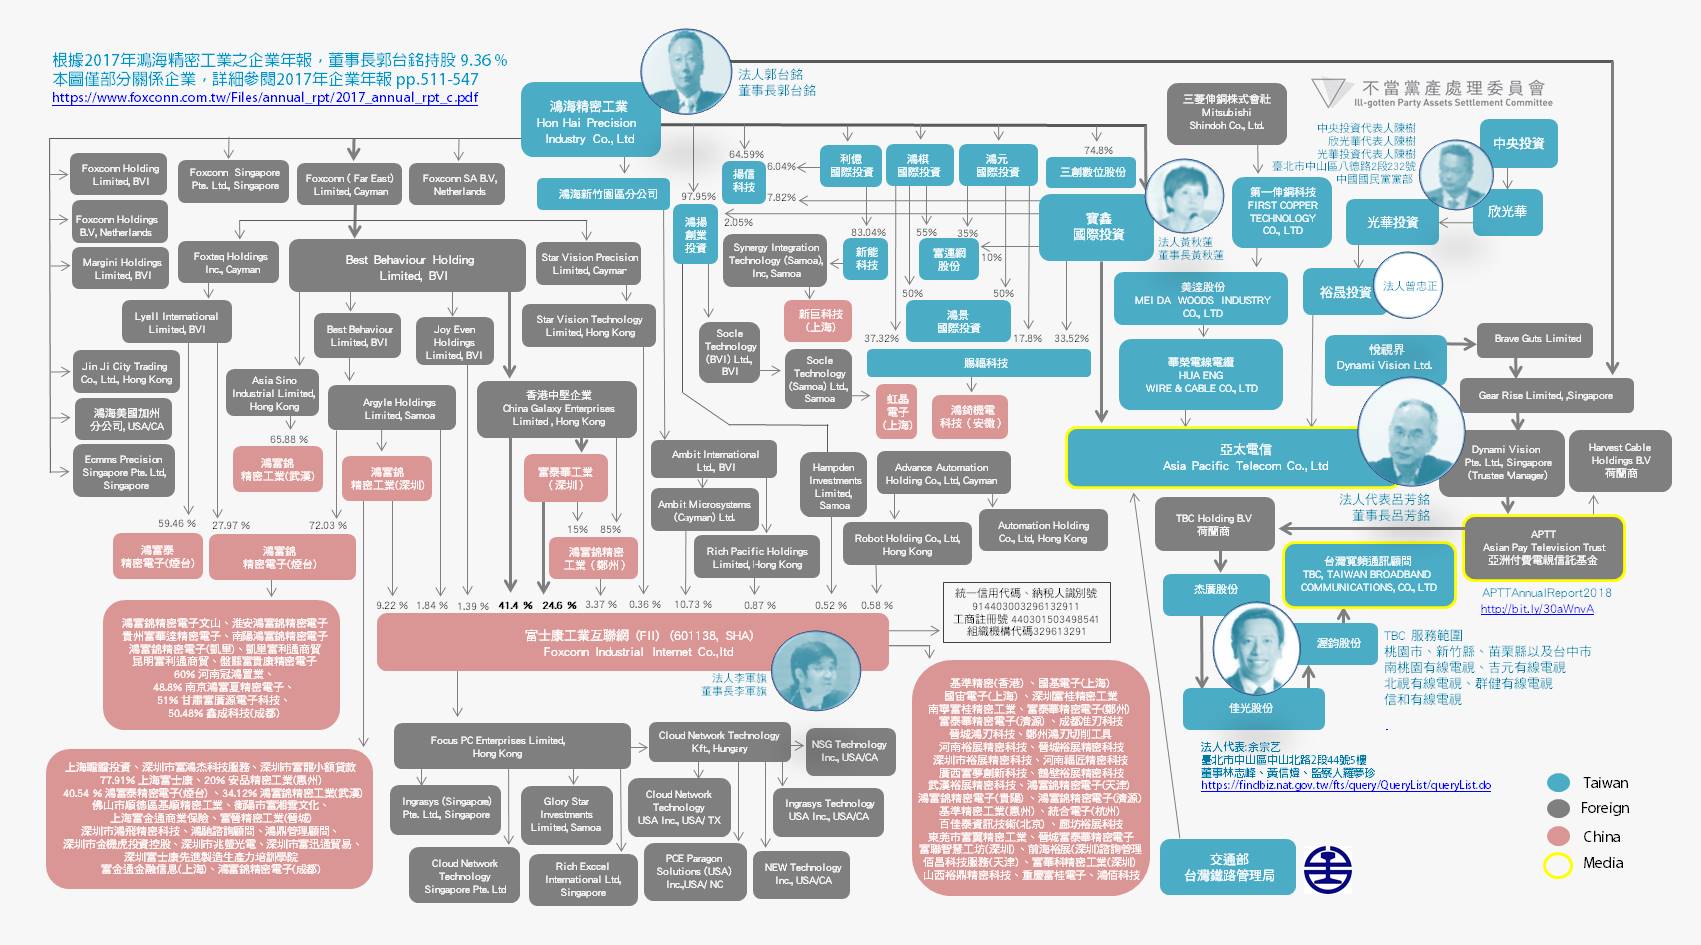 根據2017年鴻海精密工業之企業年報，董事長郭台銘持股 9.36 %
本圖僅部分關係企業，詳細參閱2017年企業年報 pp.511-547
https://www.foxconn.com.tw/Files/annual_rpt/2017_annual_rpt_c.pdf
法人郭台銘
董事長郭台銘
鴻海精密工業
Hon Hai Precision
Industry Co., Ltd
不當黨產處理委員會
Ill-gotten Party Assets Settlement Committee
三菱伸銅株式會社
Mitsubishi
Shindoh Co., Ltd.
中央投資代表人陳樹
欣光華代表人陳樹
光華投資代表人陳樹
臺北市中山區八德路2段232號
中國國民黨黨部
中央投資
欣光華
光華投資
Foxconn Holding
Limited, BVI
Foxconn Singapore
Pte. Ltd., Singapore
Foxconn ( Far East)
Limited, Cayman
Foxconn SA B.V,
Netherlands
鴻海新竹園區分公司
64.59%
揚信
科技
6.04%
利億
國際投資
鴻棋
國際投資
鴻元
國際投資
74.8%
三創數位股份
7.82%
97.95%
鴻揚
創業
投資
2.05%
寶鑫
國際投資
法人黃秋蓮
董事長黃秋蓮
第一伸銅科技
FIRST COPPER
TECHNOLOGY
CO., LTD
Foxconn Holdings
B.V, Netherlands
Margini Holdings
Limited, BVI
Foxteq Holdings
Inc., Cayman
Best Behaviour Holding
Limited, BVI
Star Vision Precision
Limited, Cayman
Synergy Integration
Technology (Samoa),
Inc, Samoa
83.04%
新能
科技
55%
35%
富連網
股份
10%
美達股份
MEI DA WOODS INDUSTRY
CO., LTD
裕晟投資
法人曾忠正
Lyell International
Limited, BVI
Best Behaviour
Limited, BVI
Joy Even
Holdings
Limited, BVI
Star Vision Technology
Limited, Hong Kong
新巨科技
(上海)
50%
50%
鴻景
國際投資
37.32%
17.8%
33.52%
賜福科技
Socle
Technology
(BVI) Ltd.,
BVI
Socle
Technology
(Samoa) Ltd.,
Samoa
虹晶
電子
(上海)
鴻錡機電
科技（安徽）
華榮電線電纜
HUA ENG
WIRE & CABLE CO., LTD
悅視界
Dynami Vision Ltd.
Brave Guts Limited
Gear Rise Limited, ,Singapore
Jin Ji City Trading
Co., Ltd., Hong Kong
鴻海美國加州
分公司, USA/CA
Ecmms Precision
Singapore Pte. Ltd,
Singapore
Asia Sino
Industrial Limited,
Hong Kong
65.88 %
鴻富錦
精密工業(武漢)
Argyle Holdings
Limited, Samoa
鴻富錦
精密工業(深圳)
香港中堅企業
China Galaxy Enterprises
Limited , Hong Kong
富泰華工業
（深圳）
15%
85%
鴻富錦精密
工業（鄭州）
Ambit International
Ltd., BVI
Ambit Microsystems
(Cayman) Ltd.
Rich Pacific Holdings
Limited, Hong Kong
Hampden
Investments
Limited,
Samoa
Advance Automation
Holding Co., Ltd, Cayman
Robot Holding Co., Ltd,
Hong Kong
Automation Holding
Co., Ltd, Hong Kong
亞太電信
Asia Pacific Telecom Co., Ltd
法人代表呂芳銘
董事長呂芳銘
Dynami Vision
Pte. Ltd., Singapore
(Trustee Manager)
Harvest Cable
Holdings B.V
荷蘭商
TBC Holding B.V
荷蘭商
APTT
Asian Pay Television Trust
亞洲付費電視信託基金
APTTAnnualReport2018
http://bit.ly/30aWnvA
台灣寬頻通訊顧問
TBC, TAIWAN BROADBAND
COMMUNICATIONS, CO., LTD
杰廣股份
渥鈞股份
佳光股份
TBC 服務範圍
桃園市、新竹縣、苗栗縣以及台中市
南桃園有線電視、吉元有線電視
北視有線電視、群健有線電視
信和有線電視
法人代表:余宗艺
臺北市中山區中山北路2段44號5樓
董事林志峰、黃信煒、監察人羅夢珍
https://findbiz.nat.gov.tw/fts/query/QueryList/queryList.do
59.46 %
27.97 %
72.03 %
鴻富泰
精密電子(煙台)
鴻富錦
精密電子(煙台)
9.22 %
1.84 %
1.39 %
41.4 %
24.6 %
3.37 %
0.36 %
10.73 %
0.87 %
0.52 %
0.58 %
富士康工業互聯網 (FII) (601138, SHA)
Foxconn Industrial Internet Co.,ltd
統一信用代碼、納稅人識別號
914403003296132911
工商註冊號 440301503498541
組織機構代碼329613291
法人李軍旗
董事長李軍旗
鴻富錦精密電子文山、淮安鴻富錦精密電子
貴州富華達精密電子、南陽鴻富錦精密電子
鴻富錦精密電子(凱里)、凱里富利通商貿
昆明富利通商貿、盤縣富貴康精密電子
60% 河南冠鴻置業、
48.8% 南京鴻富夏精密電子、
51% 甘肅富廣源電子科技、
50.48% 鑫成科技(成都)
上海瞰霞投資、深圳市富鴻杰科技服務、深圳市富龍小額貸款
77.91% 上海富士康、20% 安品精密工業(惠州)
40.54 % 鴻富泰精密電子(煙台)、34.12% 鴻富錦精密工業(武漢)
佛山市順德區基順精密工業、衡陽市富湘雲文化、
上海富金通商業保險、富晉精密工業(晉城)
深圳市鴻飛精密科技、鴻馳諮詢顧問、鴻鼎管理顧問、
深圳市金機虎投資控股、深圳市兆螢光電、深圳市富迅通貿易、
深圳富士康先進製造生產力培訓學院
富金通金融信息(上海)、鴻富錦精密電子(成都)
Focus PC Enterprises Limited,
Hong Kong
Cloud Network Technology
Kft., Hungary
NSG Technology
Inc., USA/CA
Ingrasys (Singapore)
Pte. Ltd., Singapore
Glory Star
Investments
Limited, Samoa
Cloud Network
Technology
USA Inc., USA/ TX
Ingrasys Technology
USA Inc., USA/CA
Cloud Network
Technology
Singapore Pte. Ltd
Rich Exccel
International Ltd,
Singapore
PCE Paragon
Solutions (USA)
Inc.,USA/ NC
NEW Technology
Inc., USA/CA
基準精密(香港)、國基電子(上海)
國宙電子(上海)、深圳富桂精密工業
南寧富桂精密工業、富泰華精密電子(鄭州)
富泰華精密電子(濟源)、成都准刃科技
晉城鴻刃科技、鄭州鴻刃切削工具
河南裕展精密科技、晉城裕展精密科技
深圳市裕展精密科技、河南福匠精密科技
廣西富夢創新科技、鶴壁裕展精密科技
武漢裕展精密科技、鴻富錦精密電子(天津)
鴻富錦精密電子(貴陽)、鴻富錦精密電子(濟源)
基準精密工業(惠州)、統合電子(杭州)
百佳泰資訊技術(北京)、廊坊裕展科技
東莞市富翼精密工業、晉城富泰華精密電子
富聯智慧工坊(深圳)、前海裕展(深圳)諮詢管理
佰昌科技服務(天津)、富華科精密工業(深圳)
山西裕鼎精密科技、重慶富桂電子、鴻佰科技
交通部
台灣鐵路管理局
Taiwan
Foreign
China
Media